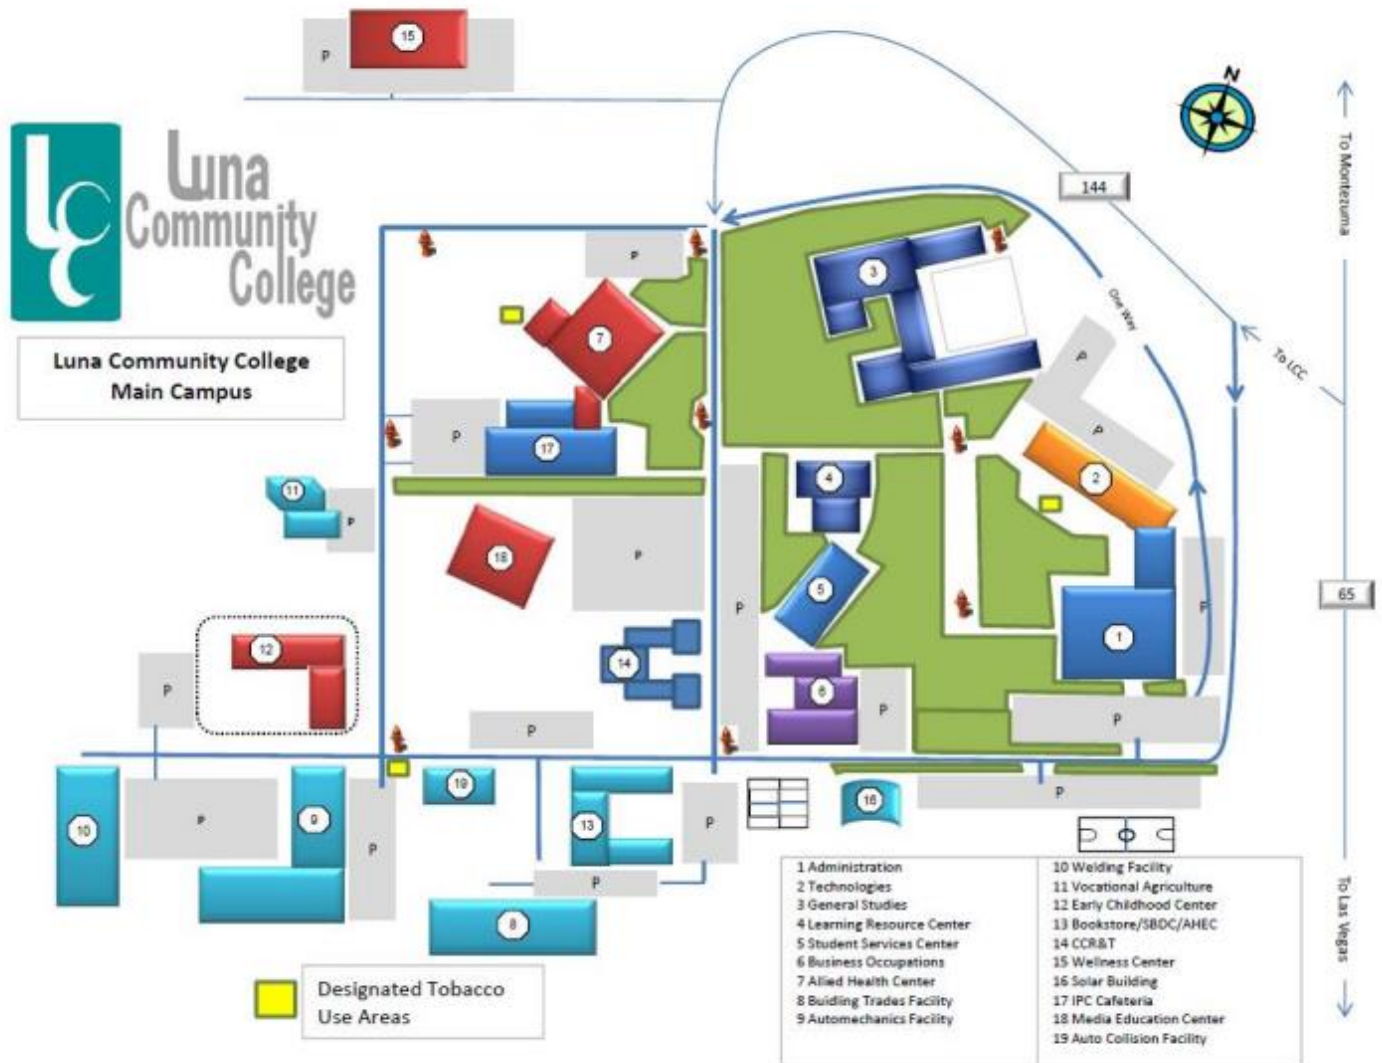 15
P
N
To Montezuma
144
Luna
Community
College
LCC
P
3
One Way
To LCC
7
P
Luna Community College
Main Campus
P
17
P
4
2
11
P
18
P
5
65
P
P
12
14
1
P
6
P
P
P
10
P
9
P
19
13
P
16
P
P
8
1 Administration
2 Technologies
3 General Studies
4 Learning Resource Center
5 Student Services Center
6 Business Occupations
7 Allied Health Center
8 Buidling Trades Facility
9 Automechanics Facility
10 Welding Facility
11 Vocational Agriculture
12 Early Childhood Center
13 Bookstore/SBDC/AHEC
14 CCR&T
15 Wellness Center
16 Solar Building
17 IPC Cafeteria
18 Media Education Center
19 Auto Collision Facility
To Las Vegas
Designated Tobacco
Use Areas